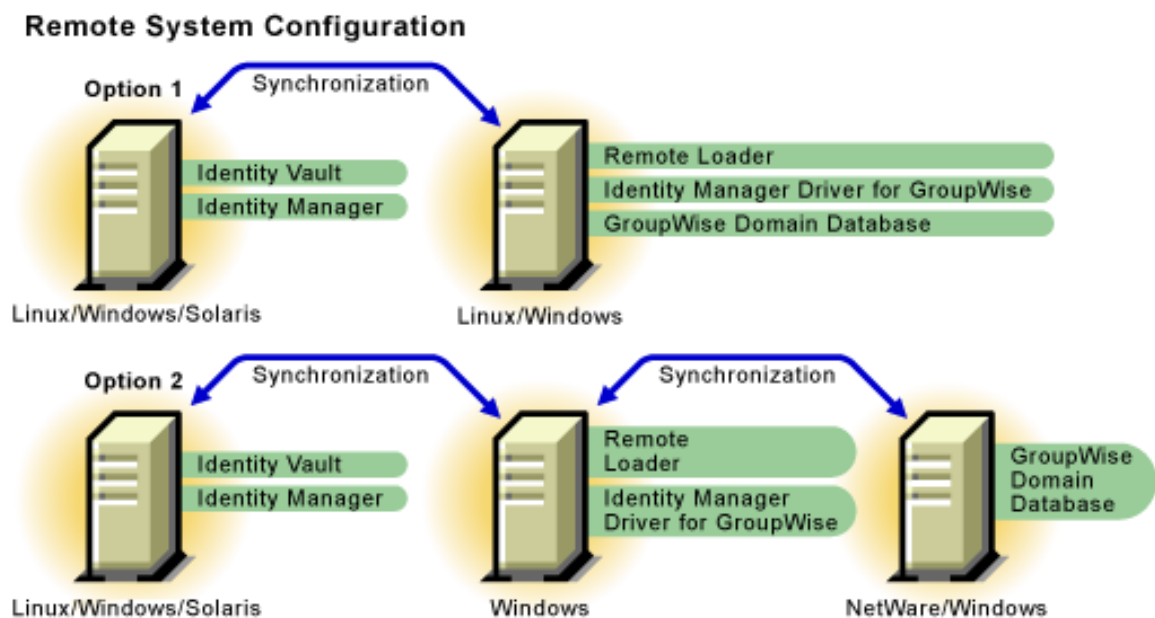 Remote System Configuration
Option 1
Synchronization
Identity Vault
Identity Manager
Remote Loader
Identity Manager Driver for GroupWise
GroupWise Domain Database
Linux/Windows/Solaris
Linux/Windows
Option 2
Synchronization
Synchronization
Identity Vault
Identity Manager
Remote
Loader
Identity Manager
Driver for GroupWise
GroupWise
Domain
Database
Linux/Windows/Solaris
Windows
NetWare/Windows